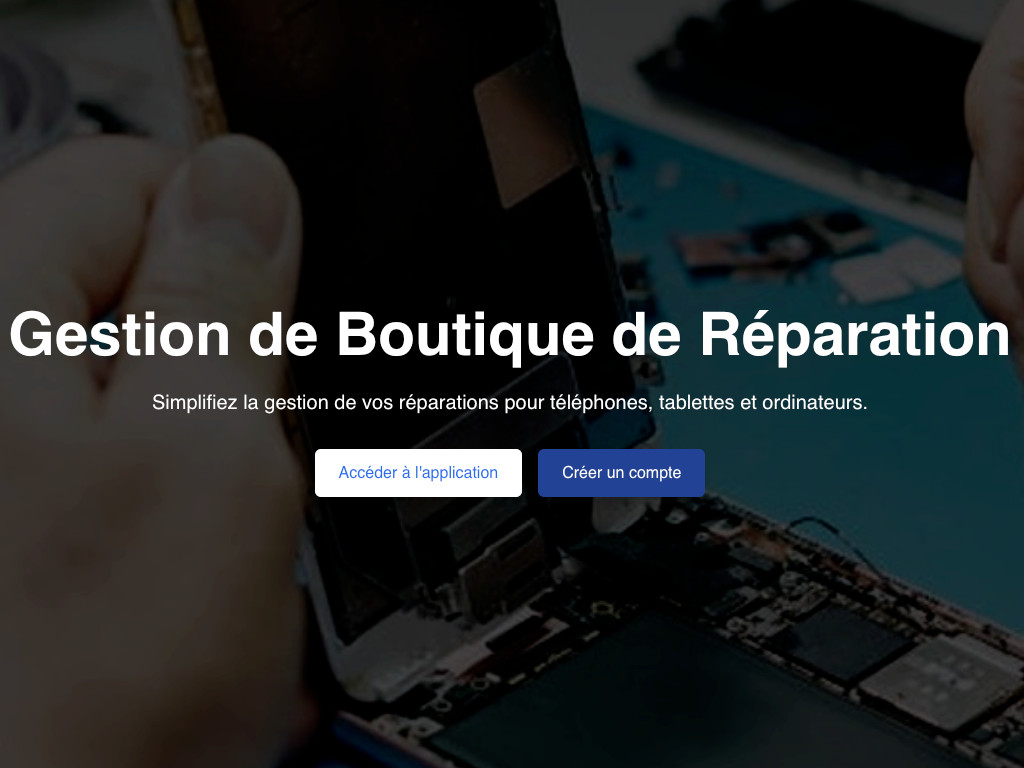 Gestion de Boutique de Réparation
Simplifiez la gestion de vos réparations pour téléphones, tablettes et ordinateurs.
Accéder à l'application
Créer un compte